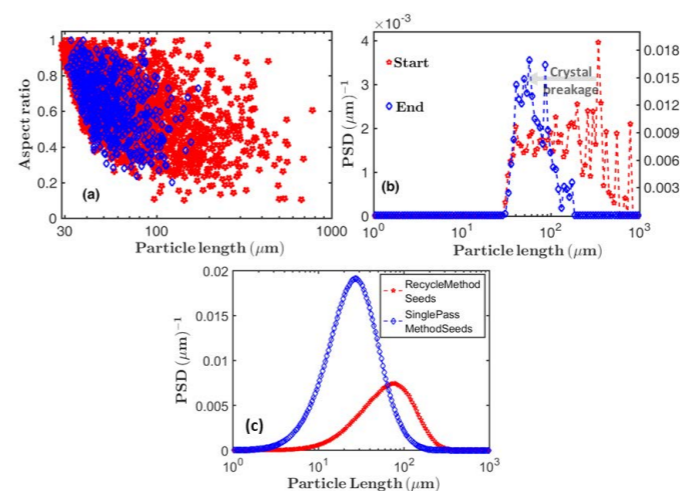 Aspect ratio
1
0.8
0.6
0.4
0.2
0
30
100
1000
(a)
Particle length (μm)
×10⁻³
PSD (μm)⁻¹
4
3
2
1
0
Start
End
Crystal
breakage
(b)
0.018
0.015
0.012
0.009
0.006
0.003
10⁰
10¹
10²
10³
Particle length (μm)
PSD (μm)⁻¹
0.02
0.015
0.01
0.005
0
RecycleMethod
Seeds
SinglePass
MethodSeeds
(c)
10⁰
10¹
10²
10³
Particle Length (μm)